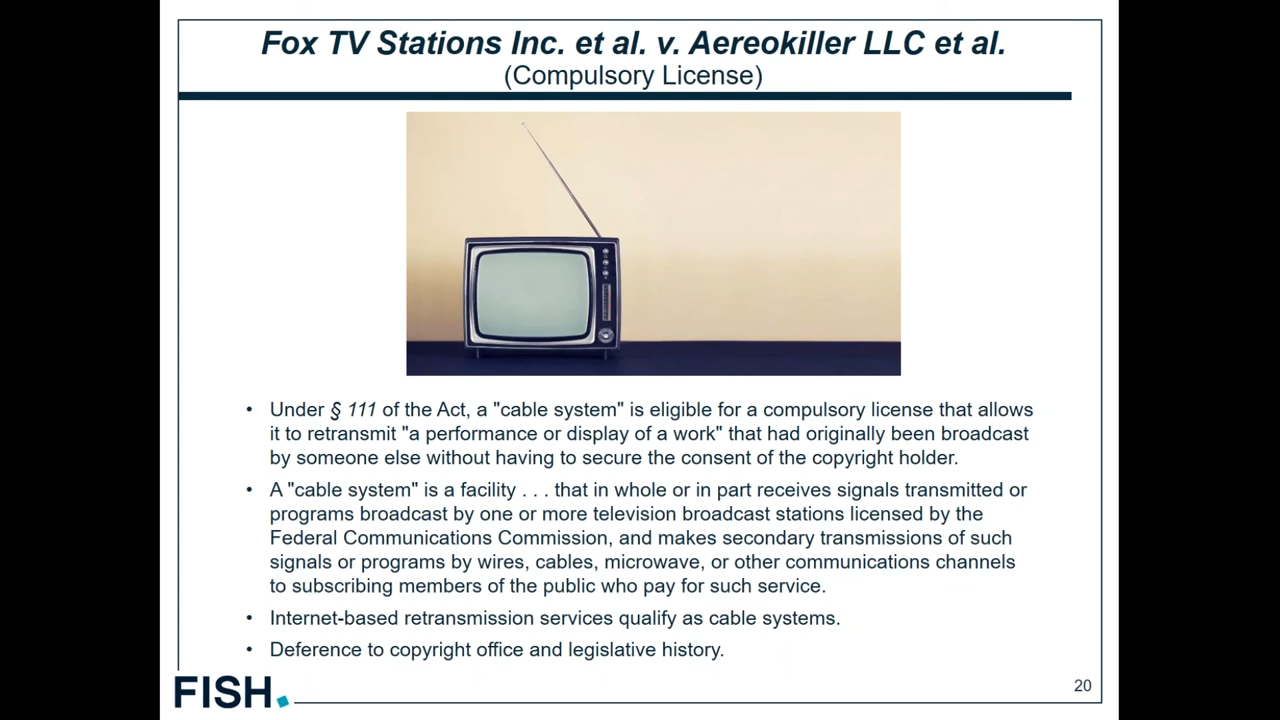 Fox TV Stations Inc. et al. v. Aereokiller LLC et al.
(Compulsory License)
• Under § 111 of the Act, a "cable system" is eligible for a compulsory license that allows
it to retransmit "a performance or display of a work" that had originally been broadcast
by someone else without having to secure the consent of the copyright holder.
• A "cable system" is a facility . . . that in whole or in part receives signals transmitted or
programs broadcast by one or more television broadcast stations licensed by the
Federal Communications Commission, and makes secondary transmissions of such
signals or programs by wires, cables, microwave, or other communications channels
to subscribing members of the public who pay for such service.
• Internet-based retransmission services qualify as cable systems.
• Deference to copyright office and legislative history.
FISH.
20